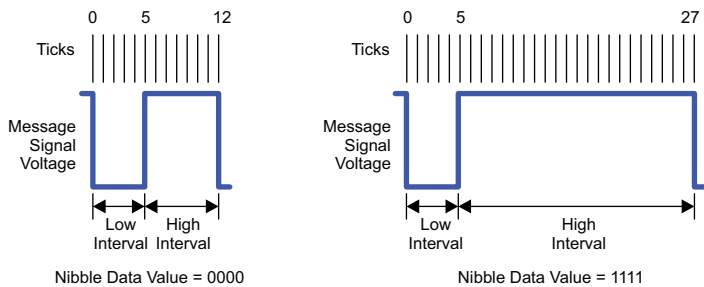 0 5 12
Ticks
Message
Signal
Voltage
Low
Interval
High
Interval
Nibble Data Value = 0000
0 5 27
Ticks
Message
Signal
Voltage
Low
Interval
High
Interval
Nibble Data Value = 1111